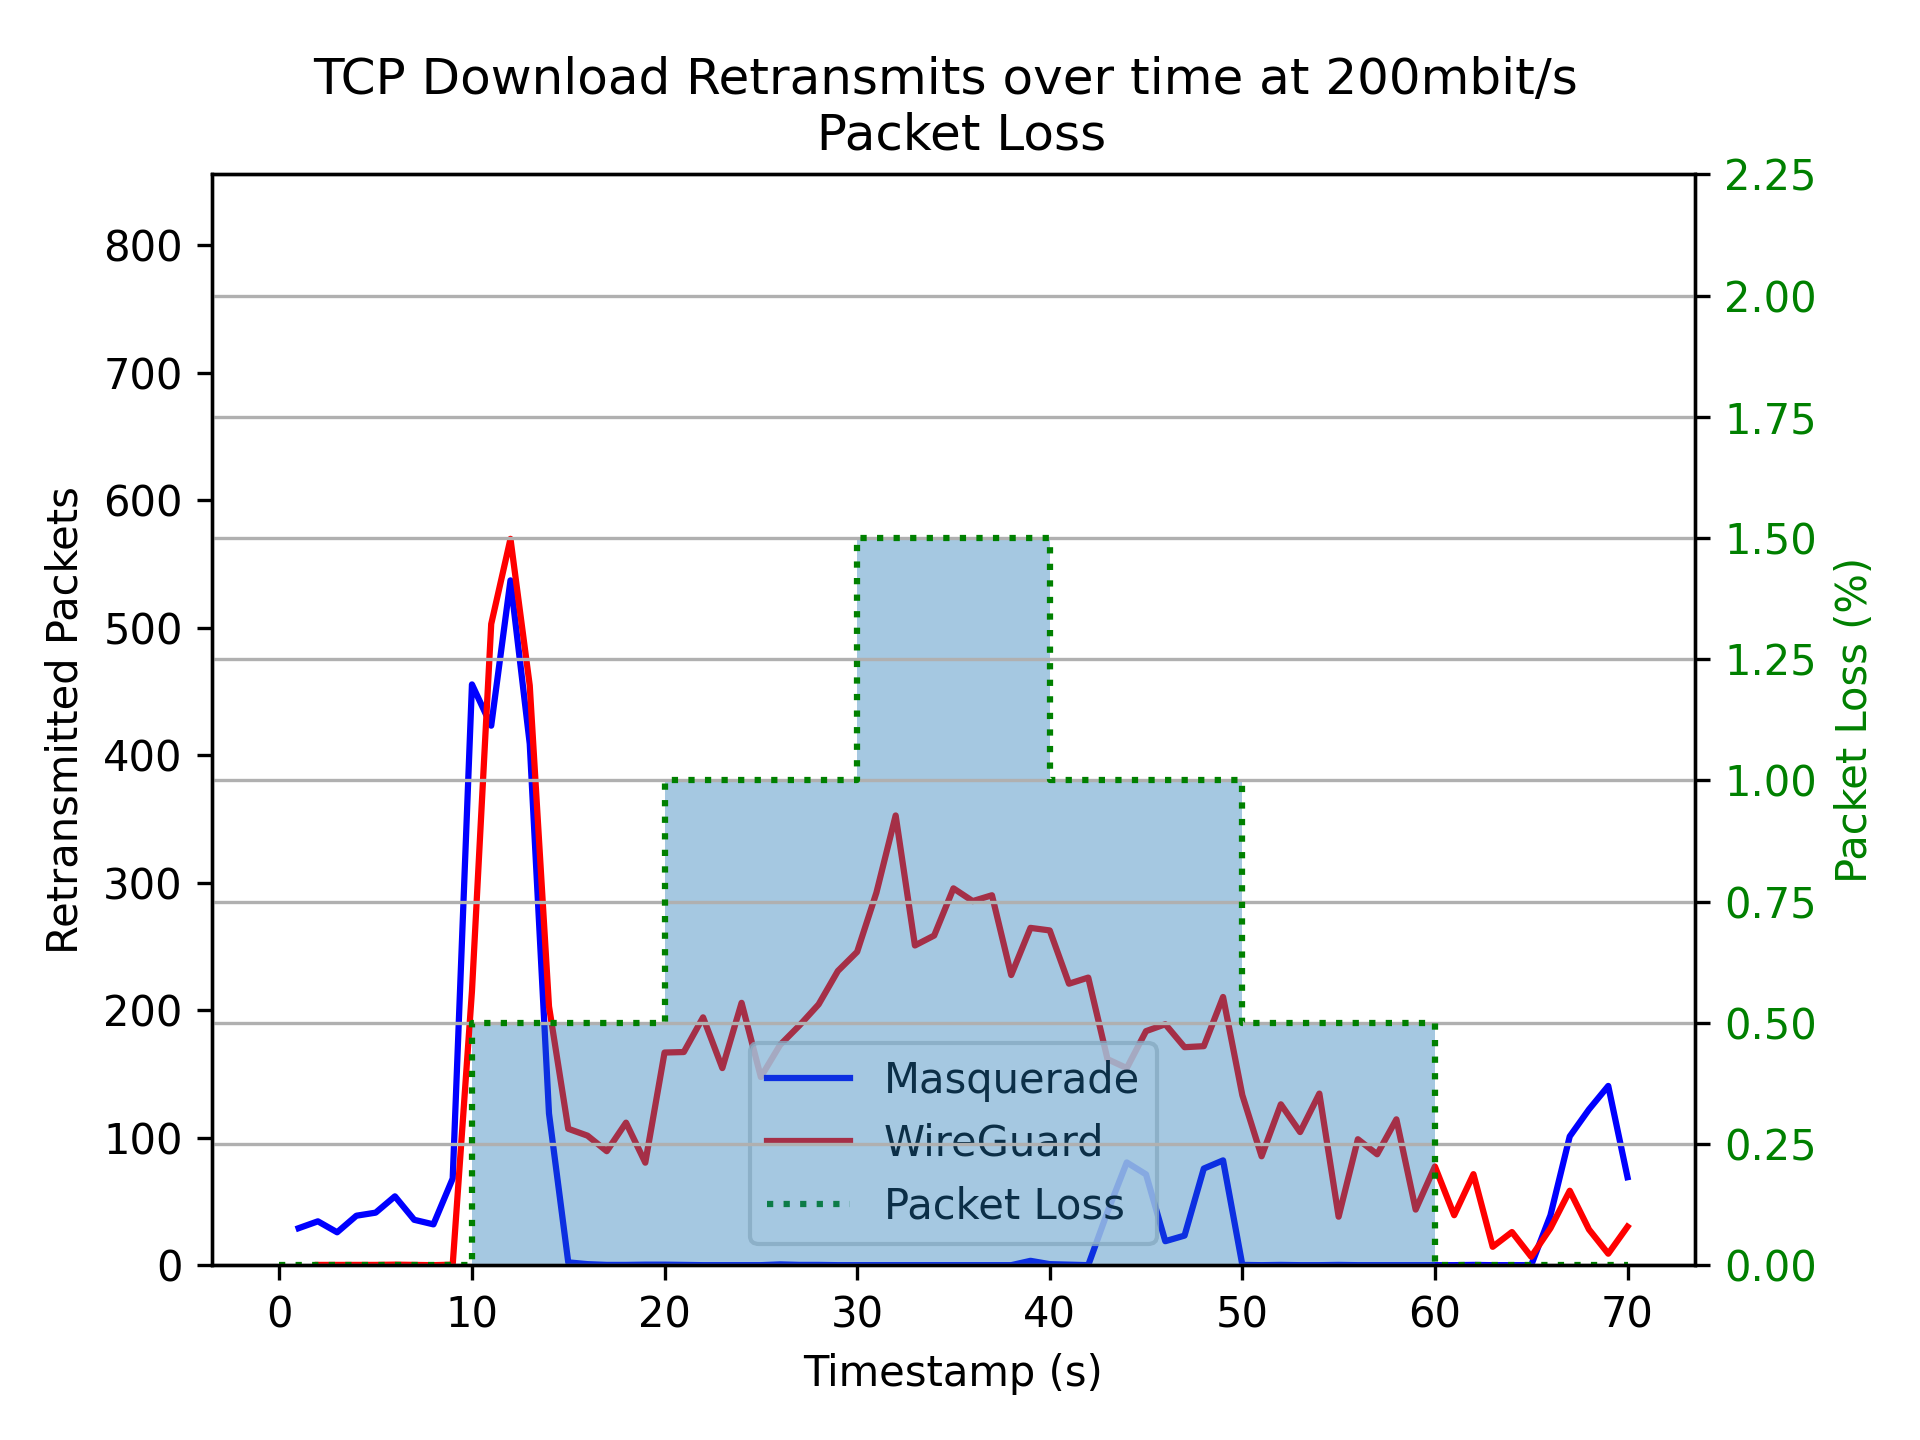 TCP Download Retransmits over time at 200mbit/s
Packet Loss
Retransmitted Packets
800
700
600
500
400
300
200
100
0
2.25
2.00
1.75
1.50
1.25
1.00
0.75
0.50
0.25
0.00
Packet Loss (%)
Masquerade
WireGuard
Packet Loss
0 10 20 30 40 50 60 70
Timestamp (s)